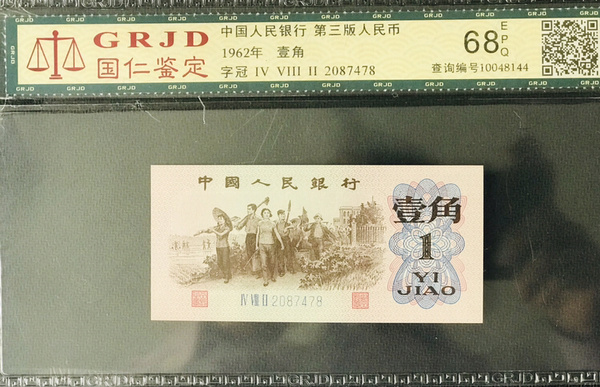 GRJD
国仁鉴定
中国人民银行 第三版人民币
1962年 壹角
字冠 IV VIII II 2087478
68 EPQ
查询编号10048144
中國人民銀行
壹角
1
YI
JIAO
IV VIII II 2087478